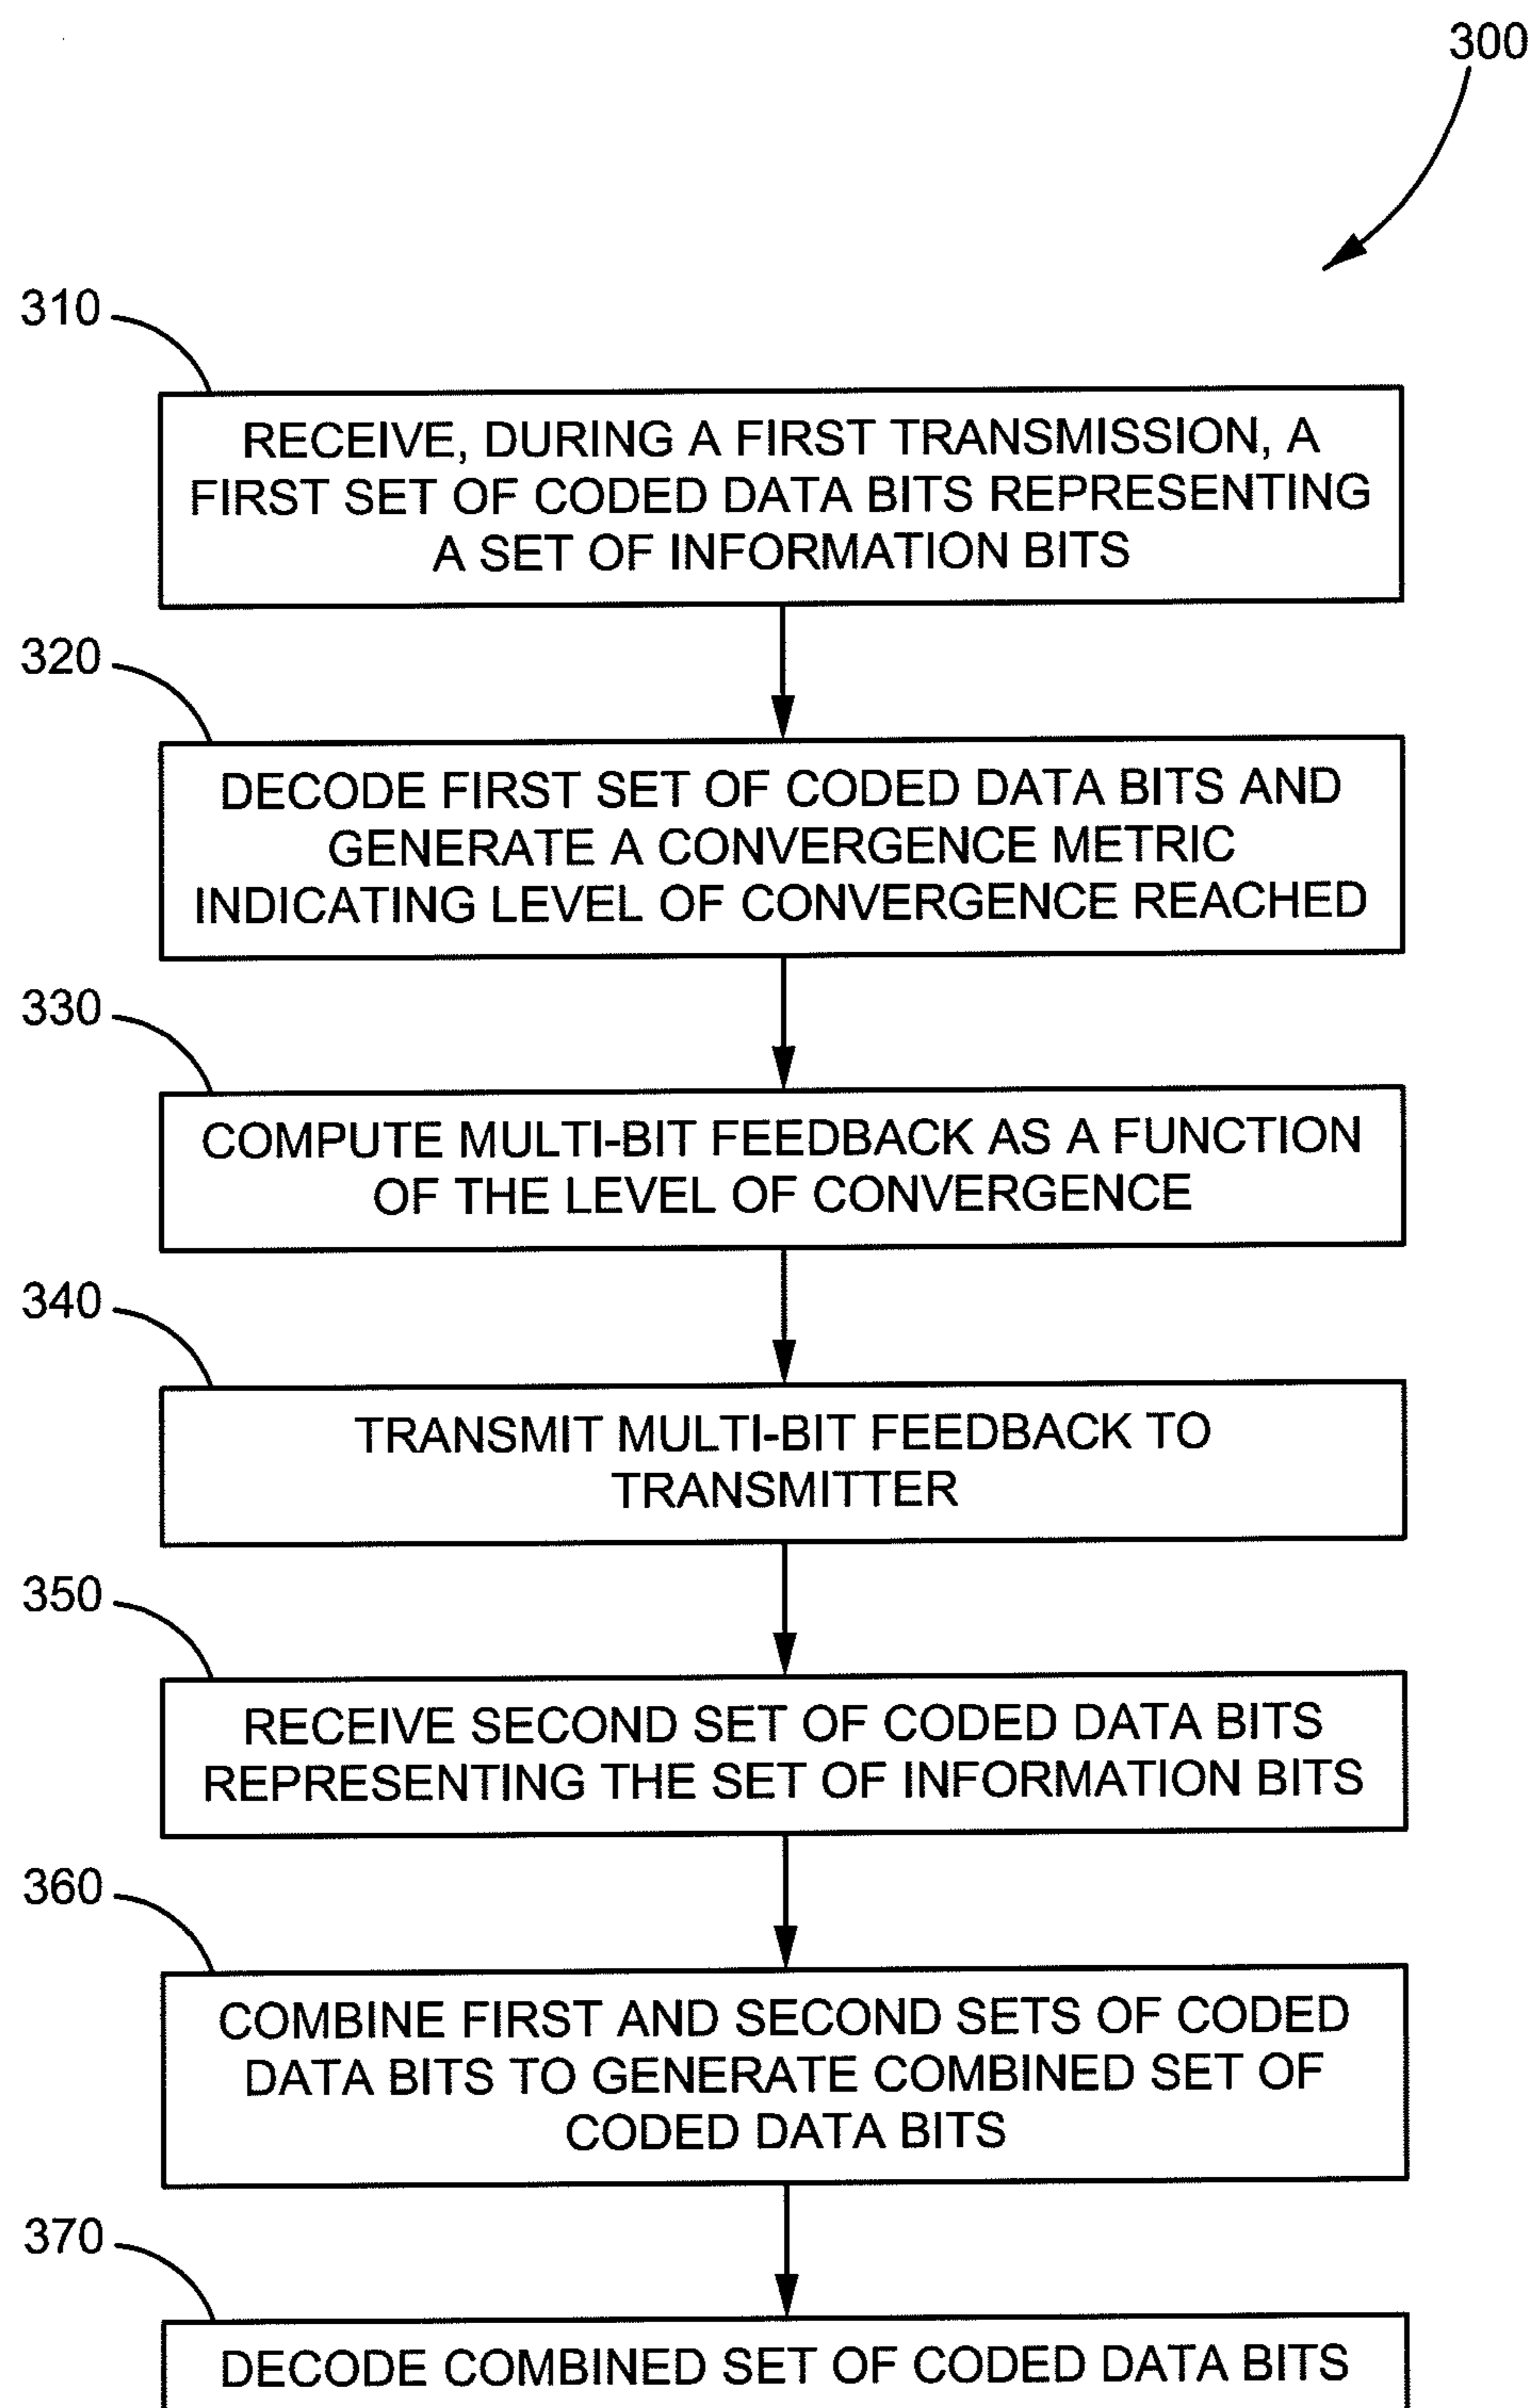 300
310
RECEIVE, DURING A FIRST TRANSMISSION, A
FIRST SET OF CODED DATA BITS REPRESENTING
A SET OF INFORMATION BITS
320
DECODE FIRST SET OF CODED DATA BITS AND
GENERATE A CONVERGENCE METRIC
INDICATING LEVEL OF CONVERGENCE REACHED
330
COMPUTE MULTI-BIT FEEDBACK AS A FUNCTION
OF THE LEVEL OF CONVERGENCE
340
TRANSMIT MULTI-BIT FEEDBACK TO
TRANSMITTER
350
RECEIVE SECOND SET OF CODED DATA BITS
REPRESENTING THE SET OF INFORMATION BITS
360
COMBINE FIRST AND SECOND SETS OF CODED
DATA BITS TO GENERATE COMBINED SET OF
CODED DATA BITS
370
DECODE COMBINED SET OF CODED DATA BITS